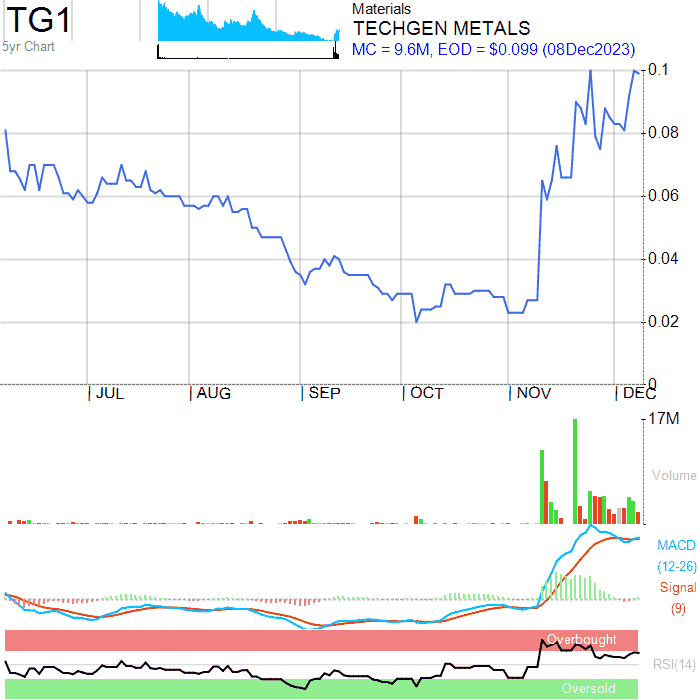 TG1
5yr Chart
Materials
TECHGEN METALS
MC = 9.6M, EOD = $0.099 (08Dec2023)
0.1
0.08
0.06
0.04
0.02
0
JUL AUG SEP OCT NOV DEC
17M
Volume
MACD
(12-26)
Signal
(9)
Overbought
RSI(14)
Oversold